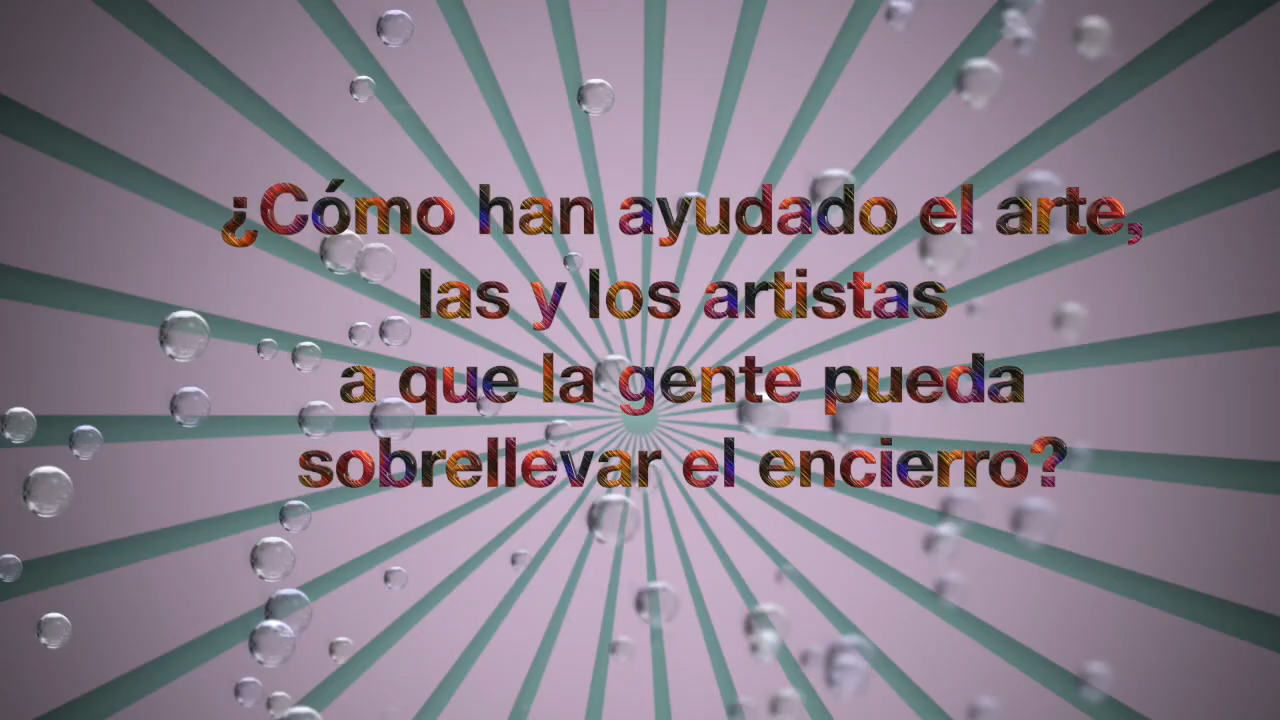 ¿Cómo han ayudado el arte,
las y los artistas
a que la gente pueda
sobrellevar el encierro?